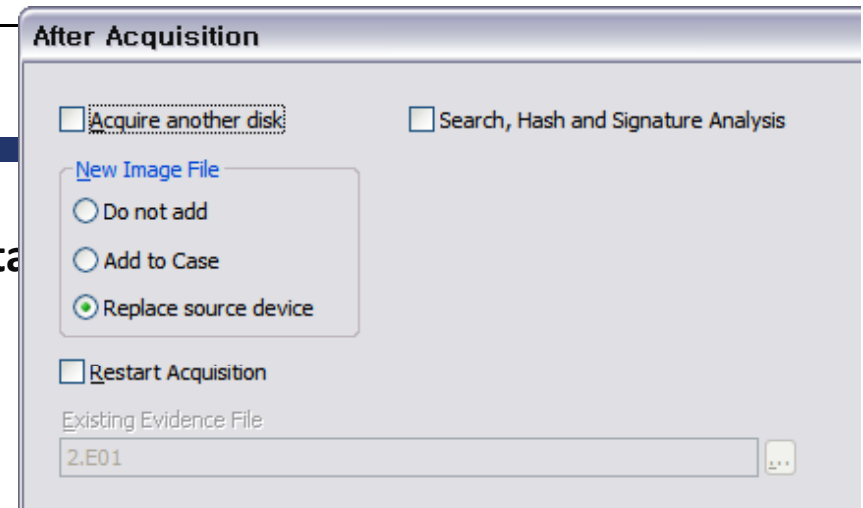 After Acquisition
Acquire another disk
Search, Hash and Signature Analysis
New Image File
Do not add
Add to Case
Replace source device
Restart Acquisition
Existing Evidence File
2.E01
...